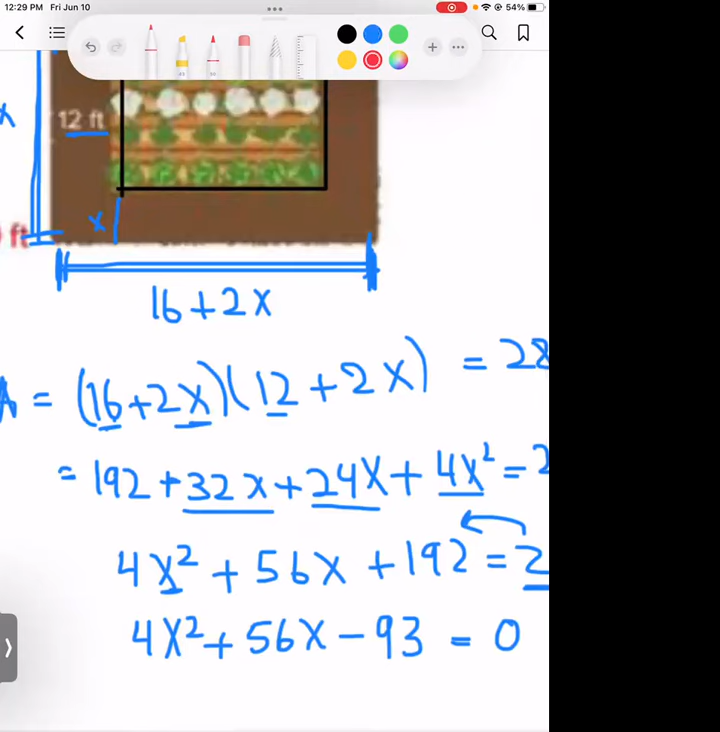 12:29 PM Fri Jun 10
54%
x
12 ft
x
ft
16+2x
A = (16+2x)(12+2x) = 28
= 192+32x+24x+4x²=2
4x²+56x+192=2
4x²+56x-93=0